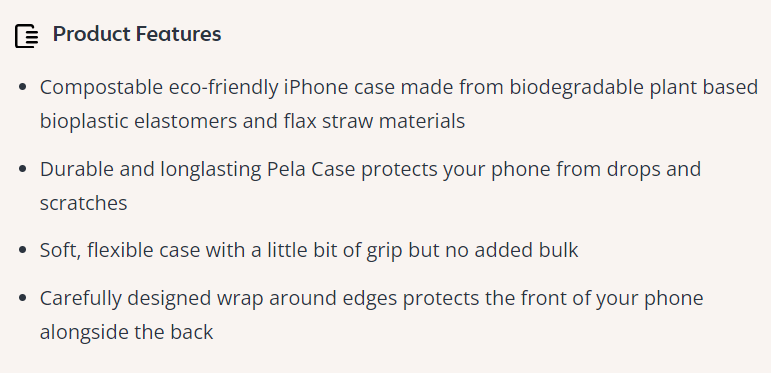 Product Features
• Compostable eco-friendly iPhone case made from biodegradable plant based
bioplastic elastomers and flax straw materials
• Durable and longlasting Pela Case protects your phone from drops and
scratches
• Soft, flexible case with a little bit of grip but no added bulk
• Carefully designed wrap around edges protects the front of your phone
alongside the back